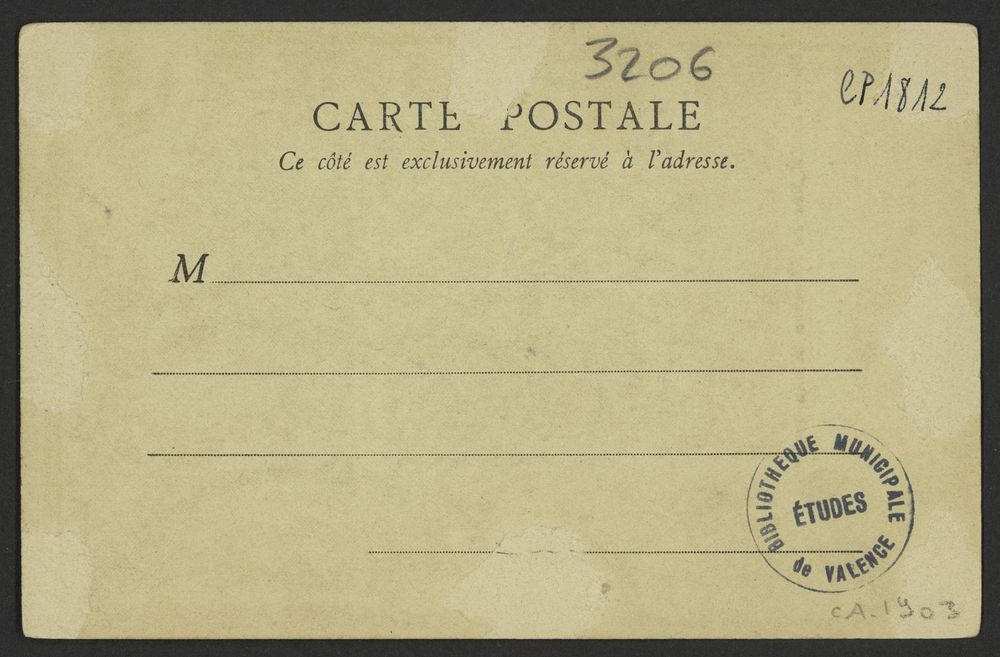 3206
CP1812
CARTE POSTALE
Ce côté est exclusivement réservé à l'adresse.
M
BIBLIOTHEQUE MUNICIPALE
ÉTUDES
de VALENCE
CA-1903